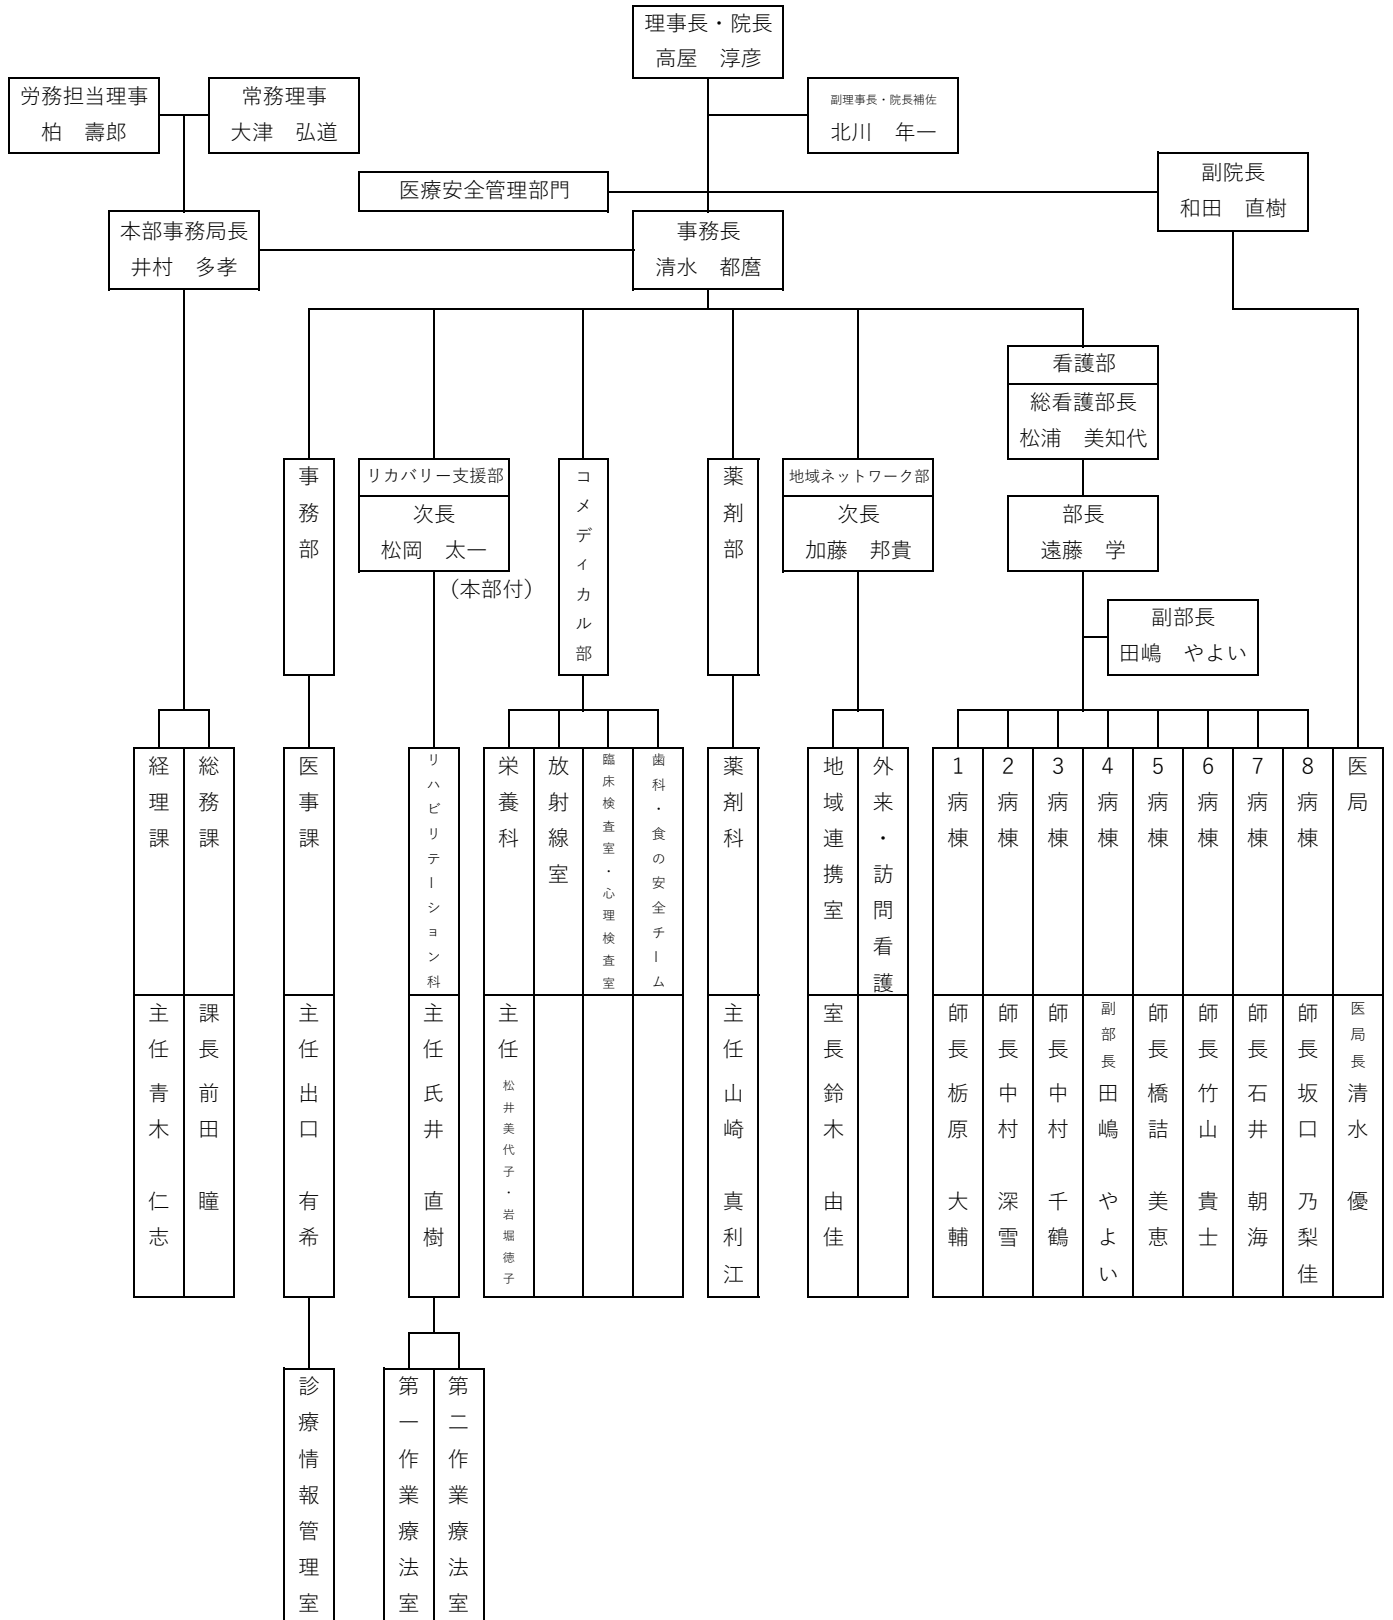 理事長・院長
高屋　淳彦
労務担当理事
柏　壽郎
常務理事
大津　弘道
副理事長・院長補佐
北川　年一
医療安全管理部門
副院長
和田　直樹
本部事務局長
井村　多孝
事務長
清水　都麿
看護部
総看護部長
松浦　美知代
事務部
リカバリー支援部
次長
松岡　太一
（本部付）
コメディカル部
薬剤部
地域ネットワーク部
次長
加藤　邦貴
部長
遠藤　学
副部長
田嶋　やよい
経理課
主任　青木　仁志
総務課
課長　前田　瞳
医事課
主任　出口　有希
リハビリテーション科
主任　氏井　直樹
栄養科
主任　松井美代子・岩堀徳子
放射線室
臨床検査室・心理検査室
歯科・食の安全チーム
薬剤科
主任　山崎　真利江
地域連携室
室長　鈴木　由佳
外来・訪問看護
1病棟
師長　栃原　大輔
2病棟
師長　中村　深雪
3病棟
師長　中村　千鶴
4病棟
副部長　田嶋　やよい
5病棟
師長　橋詰　美恵
6病棟
師長　竹山　貴士
7病棟
師長　石井　朝海
8病棟
師長　坂口　乃梨佳
医局
医局長　清水　優
診療情報管理室
第一作業療法室
第二作業療法室